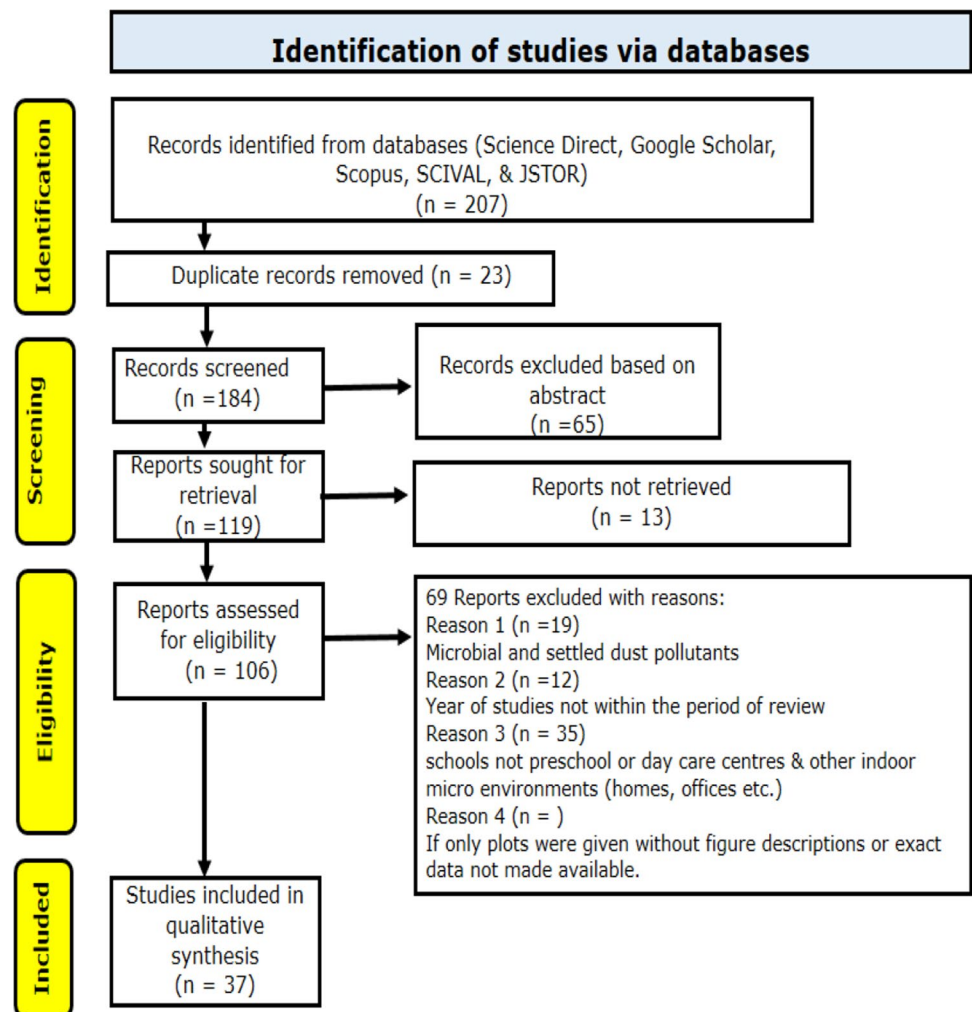 Identification of studies via databases
Identification
Records identified from databases (Science Direct, Google Scholar,
Scopus, SCIVAL, & JSTOR)
(n = 207)
Duplicate records removed (n = 23)
Screening
Records screened
(n =184)
Records excluded based on
abstract
(n =65)
Reports sought for
retrieval
(n =119)
Reports not retrieved
(n = 13)
Eligibility
Reports assessed
for eligibility
(n = 106)
69 Reports excluded with reasons:
Reason 1 (n =19)
Microbial and settled dust pollutants
Reason 2 (n =12)
Year of studies not within the period of review
Reason 3 (n = 35)
schools not preschool or day care centres & other indoor
micro environments (homes, offices etc.)
Reason 4 (n = )
If only plots were given without figure descriptions or exact
data not made available.
Included
Studies included in
qualitative
synthesis
(n = 37)